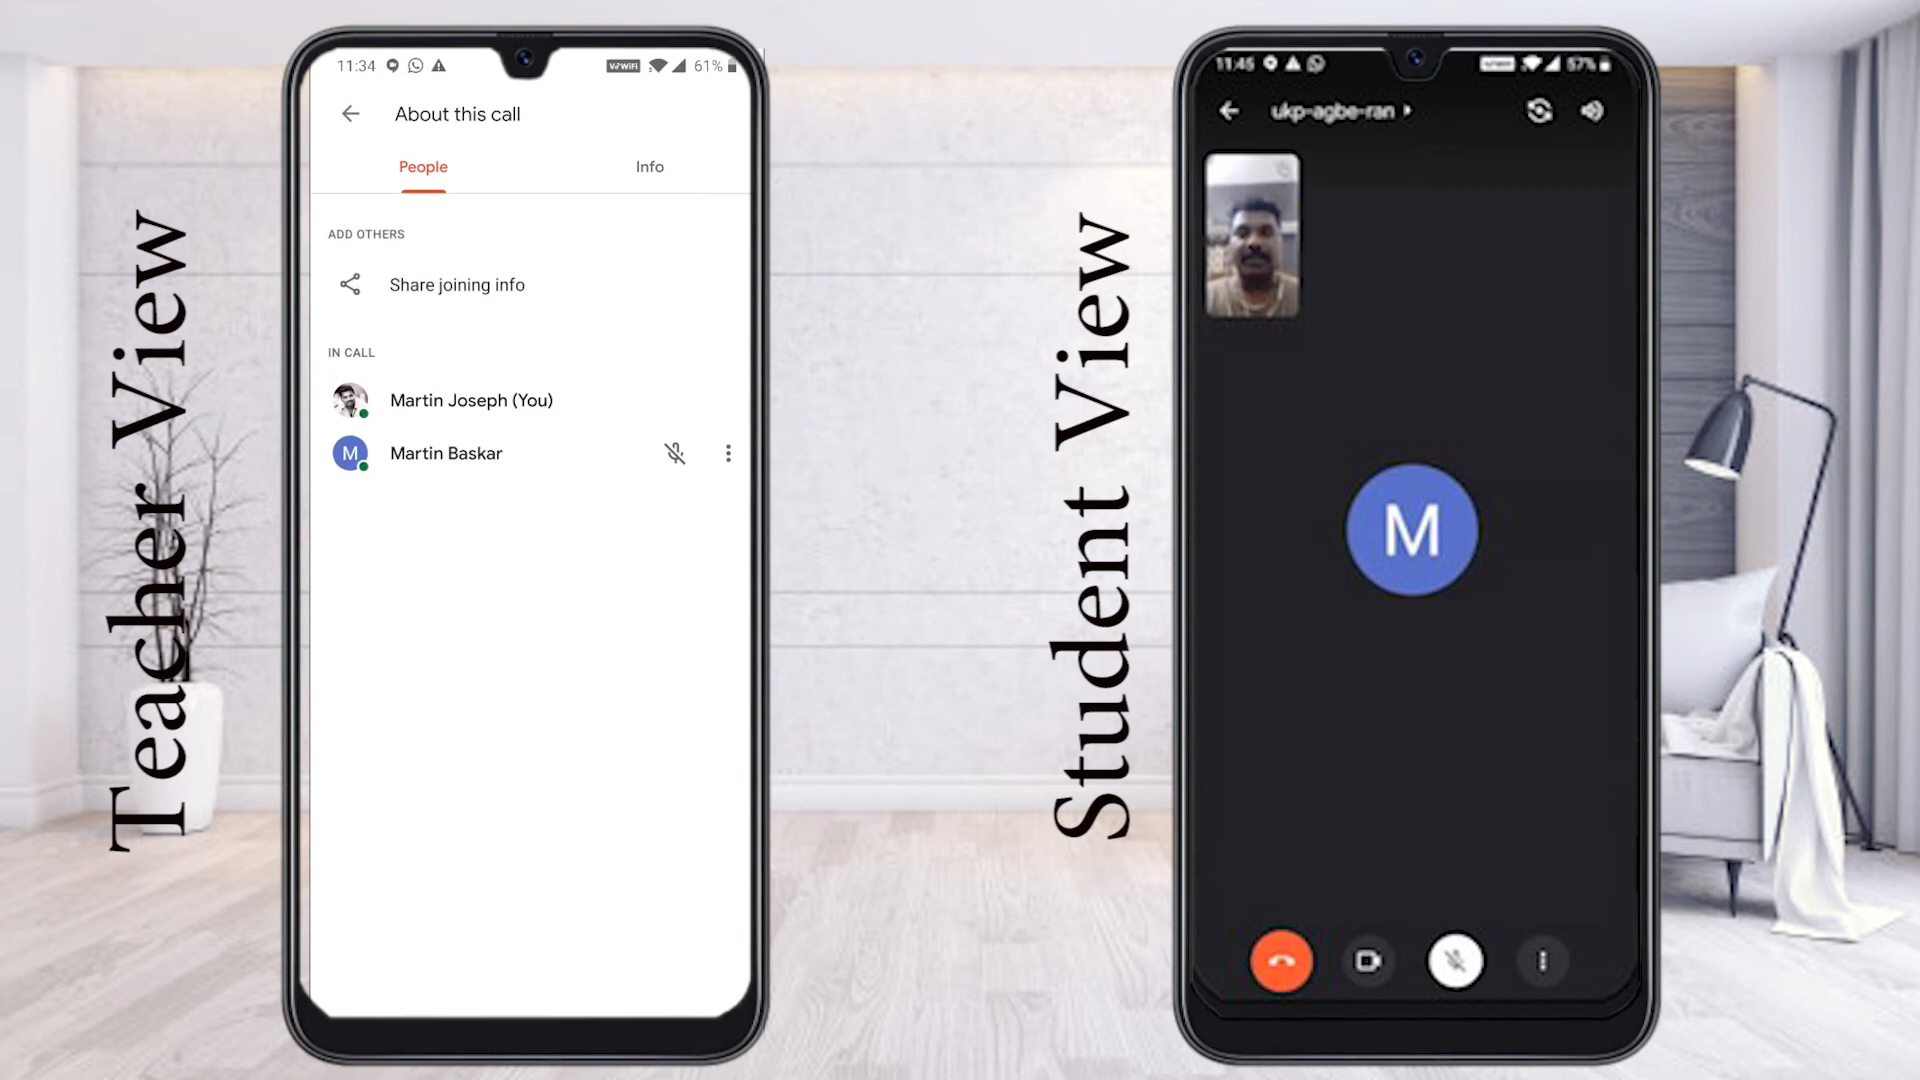 Teacher View
11:34
VoWiFi
61%
About this call
People
Info
ADD OTHERS
Share joining info
IN CALL
Martin Joseph (You)
M
Martin Baskar
Student View
11:45
57%
ukp-agbe-ran
M